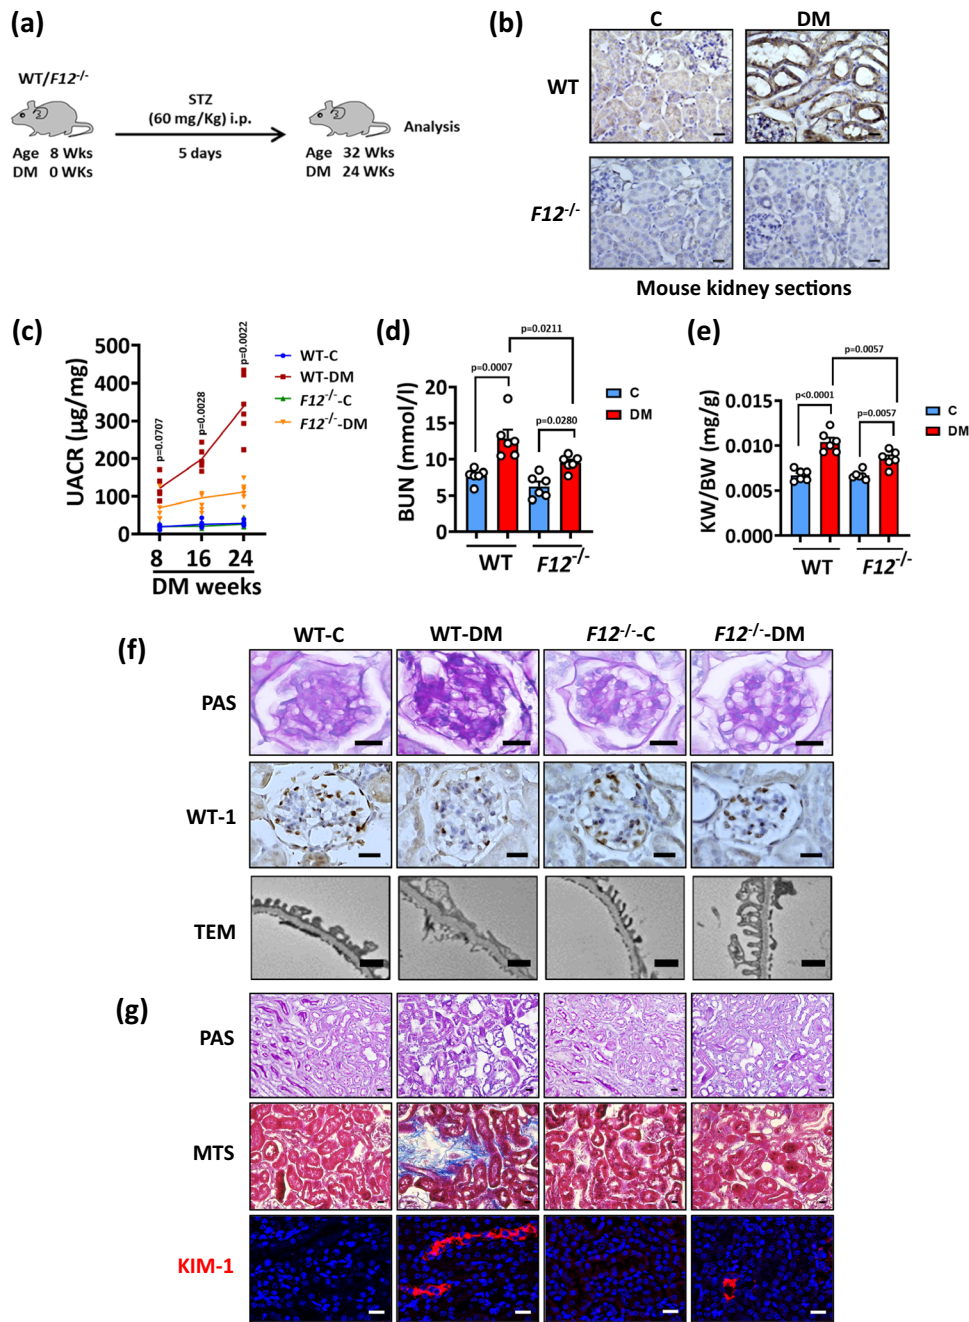 (a)
WT/F12-/-
STZ
(60 mg/Kg) i.p.
5 days
Analysis
Age 8 Wks
DM 0 WKs
Age 32 Wks
DM 24 WKs
(b)
C DM
WT
F12-/-
Mouse kidney sections
(c)
UACR (µg/mg)
500
400
300
200
100
0
p=0.0707
p=0.0028
p=0.0022
8 16 24
DM weeks
WT-C
WT-DM
F12-/--C
F12-/--DM
(d)
BUN (mmol/l)
20
15
10
5
0
p=0.0211
p=0.0007
p=0.0280
C
DM
WT F12-/-
(e)
KW/BW (mg/g)
0.015
0.010
0.005
0.000
p=0.0057
p<0.0001
p=0.0057
C
DM
WT F12-/-
(f)
WT-C WT-DM F12-/--C F12-/--DM
PAS
WT-1
TEM
(g)
PAS
MTS
KIM-1